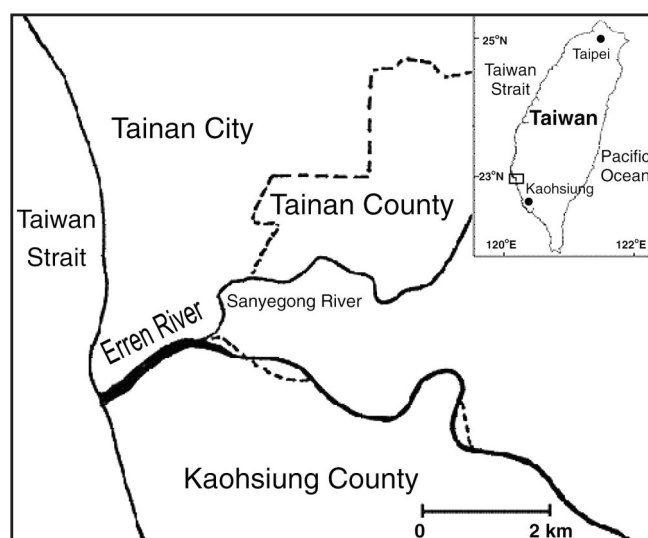 Tainan City
Tainan County
Taiwan
Strait
Erren River
Sanyegong River
Kaohsiung County
0 2 km
25°N
Taipei
Taiwan
Strait
Taiwan
Pacific
Ocean
23°N
Kaohsiung
120°E 122°E